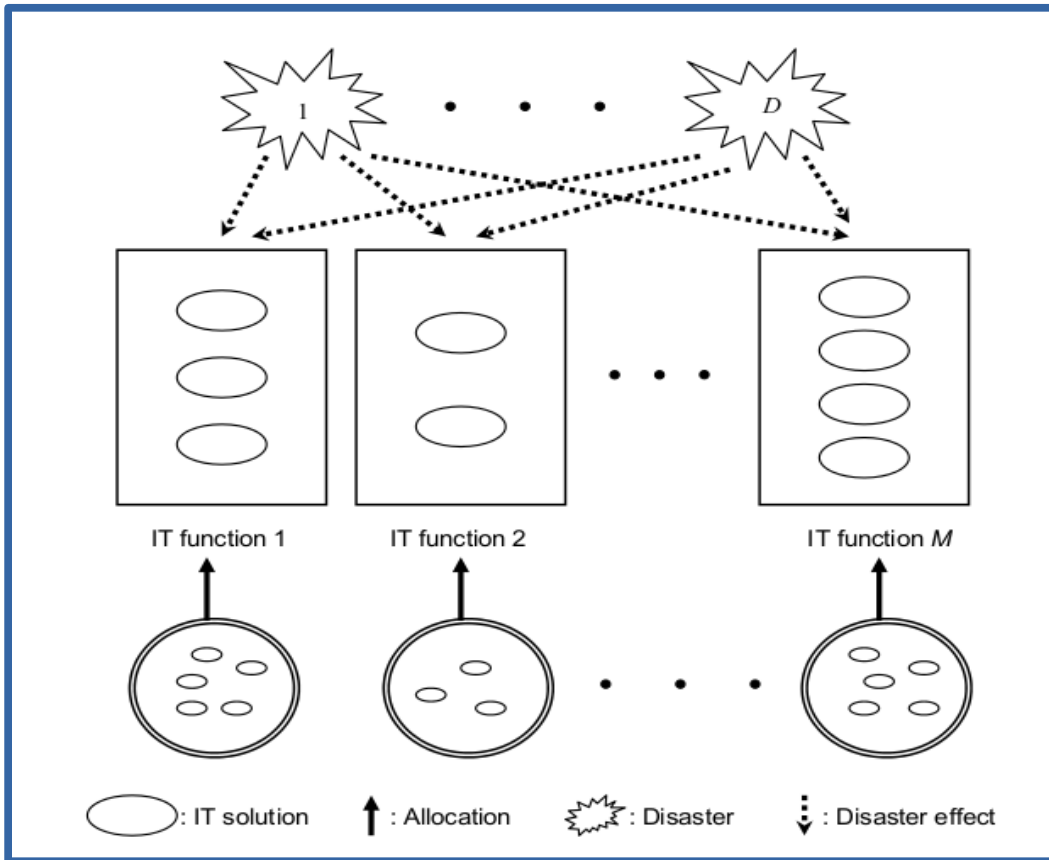 1
D
IT function 1
IT function 2
IT function M
: IT solution
: Allocation
: Disaster
: Disaster effect